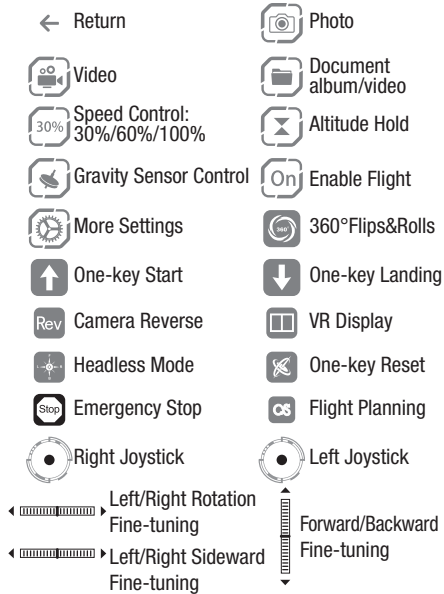 Return
Photo
Video
Document
album/video
30%
Speed Control:
30%/60%/100%
Altitude Hold
Gravity Sensor Control
On
Enable Flight
More Settings
360°
360°Flips&Rolls
One-key Start
One-key Landing
Rev
Camera Reverse
VR Display
Headless Mode
One-key Reset
Stop
Emergency Stop
Flight Planning
Right Joystick
Left Joystick
Left/Right Rotation
Fine-tuning
Forward/Backward
Fine-tuning
Left/Right Sideward
Fine-tuning